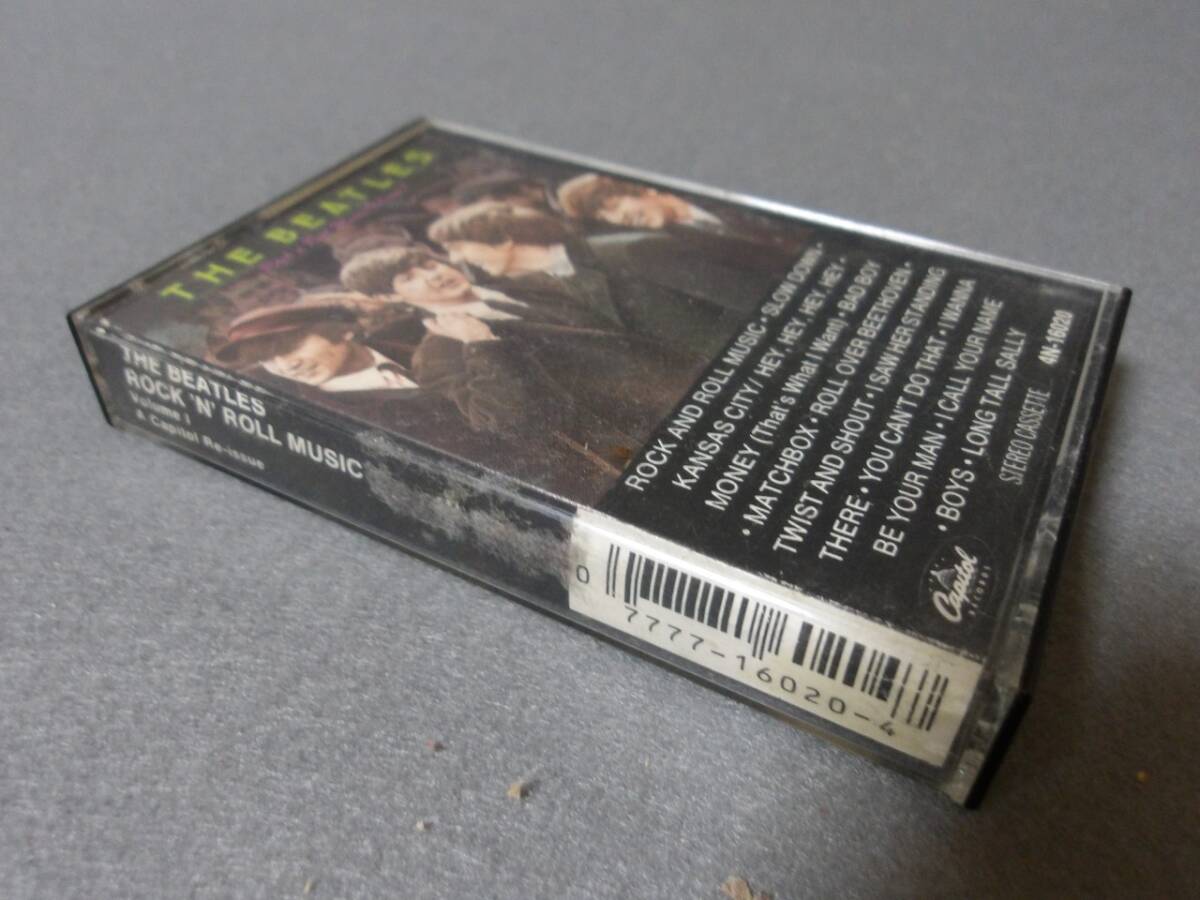 THE BEATLES
ROCK AND ROLL MUSIC • SLOW DOWN •
KANSAS CITY / HEY, HEY, HEY, HEY •
MONEY (That's What I Want) • BAD BOY
• MATCHBOX • ROLL OVER BEETHOVEN •
TWIST AND SHOUT • I SAW HER STANDING
THERE • YOU CAN'T DO THAT • I WANNA
BE YOUR MAN • I CALL YOUR NAME
• BOYS • LONG TALL SALLY
STEREO CASSETTE 4N-16020
Capitol
RECORDS
THE BEATLES
ROCK 'N' ROLL MUSIC
Volume 1
A Capitol Re-issue
0 7777-16020-4